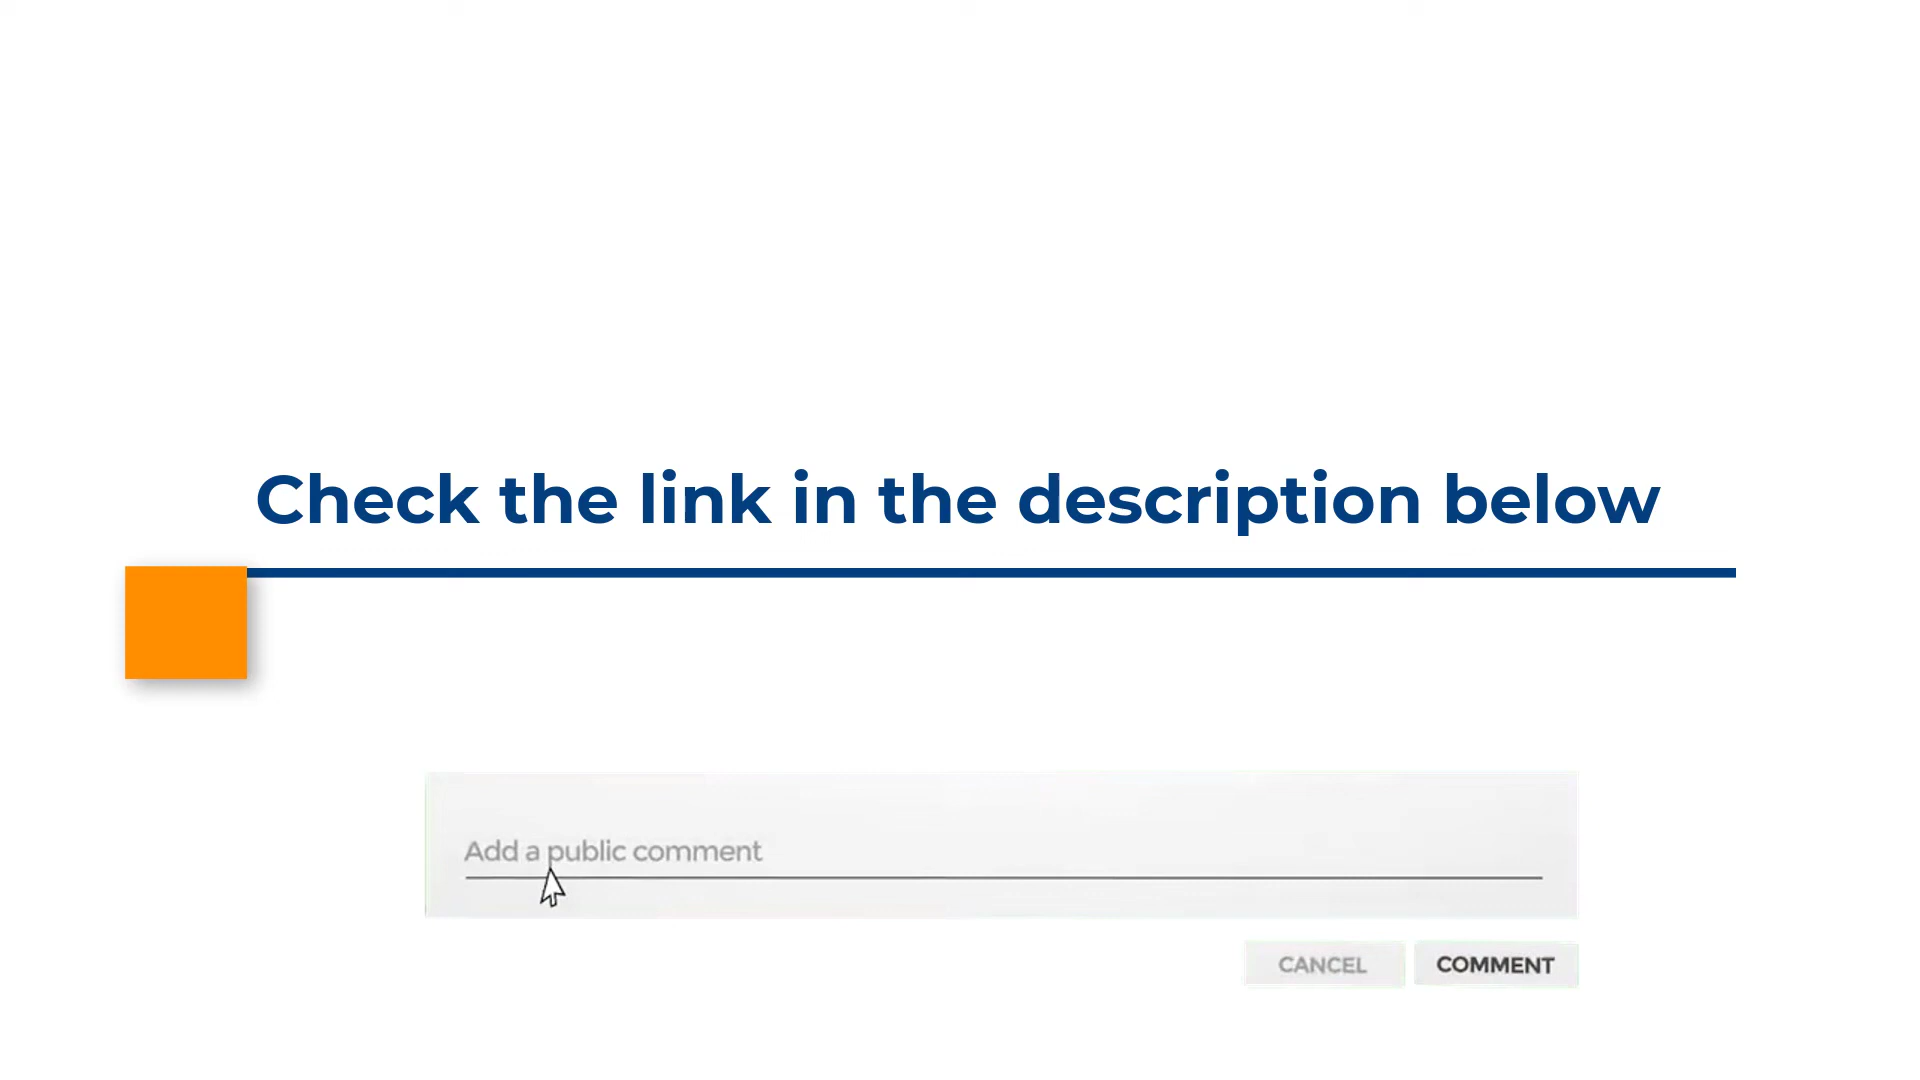 Check the link in the description below
Add a public comment
CANCEL COMMENT